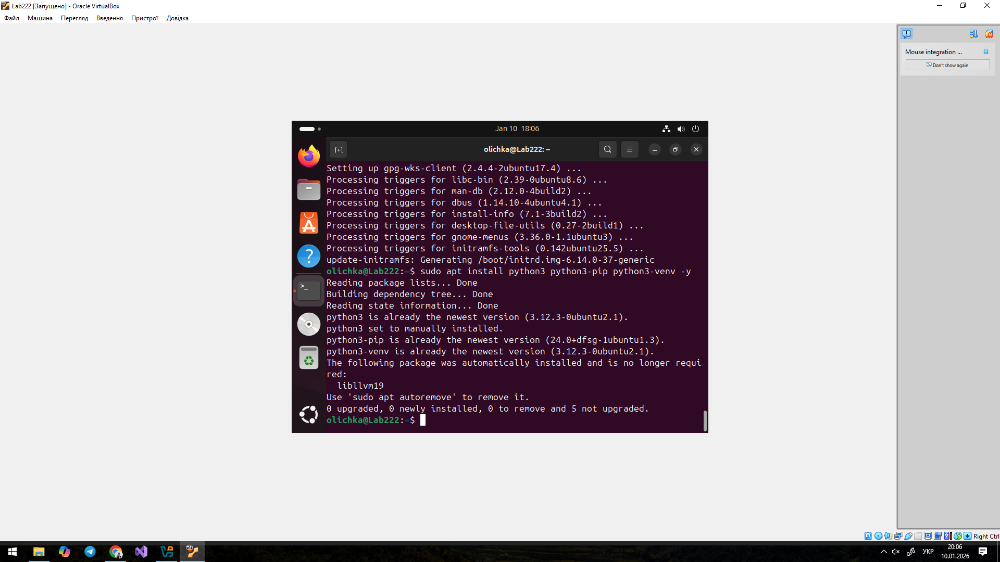 Lab222 [Запущено] - Oracle VirtualBox
Файл Машина Перегляд Введення Пристрої Довідка
Mouse integration ...
Don't show again
Jan 10 18:06
olichka@Lab222: ~
Setting up gpg-wks-client (2.4.4-2ubuntu17.4) ...
Processing triggers for libc-bin (2.39-0ubuntu8.6) ...
Processing triggers for man-db (2.12.0-4build2) ...
Processing triggers for dbus (1.14.10-4ubuntu4.1) ...
Processing triggers for install-info (7.1-3build2) ...
Processing triggers for desktop-file-utils (0.27-2build1) ...
Processing triggers for gnome-menus (3.36.0-1.1ubuntu3) ...
Processing triggers for initramfs-tools (0.142ubuntu25.5) ...
update-initramfs: Generating /boot/initrd.img-6.14.0-37-generic
olichka@Lab222:~$ sudo apt install python3 python3-pip python3-venv -y
Reading package lists... Done
Building dependency tree... Done
Reading state information... Done
python3 is already the newest version (3.12.3-0ubuntu2.1).
python3 set to manually installed.
python3-pip is already the newest version (24.0+dfsg-1ubuntu1.3).
python3-venv is already the newest version (3.12.3-0ubuntu2.1).
The following package was automatically installed and is no longer requi
red:
  libllvm19
Use 'sudo apt autoremove' to remove it.
0 upgraded, 0 newly installed, 0 to remove and 5 not upgraded.
olichka@Lab222:~$
Right Ctrl
УКР
20:06
10.01.2026